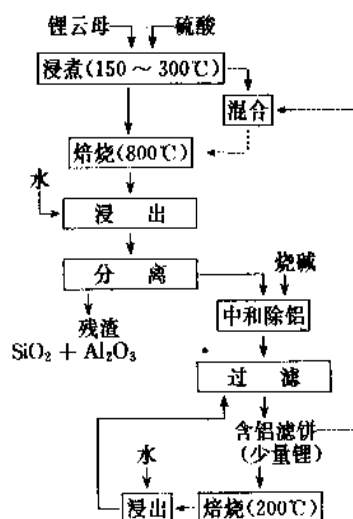 锂云母 硫酸
浸煮(150～300℃)
混合
焙烧(800℃)
水
浸 出
分 离
烧碱
残渣
SiO₂ + Al₂O₃
中和除铝
过 滤
含铝滤饼
(少量锂)
水
浸出 焙烧(200℃)